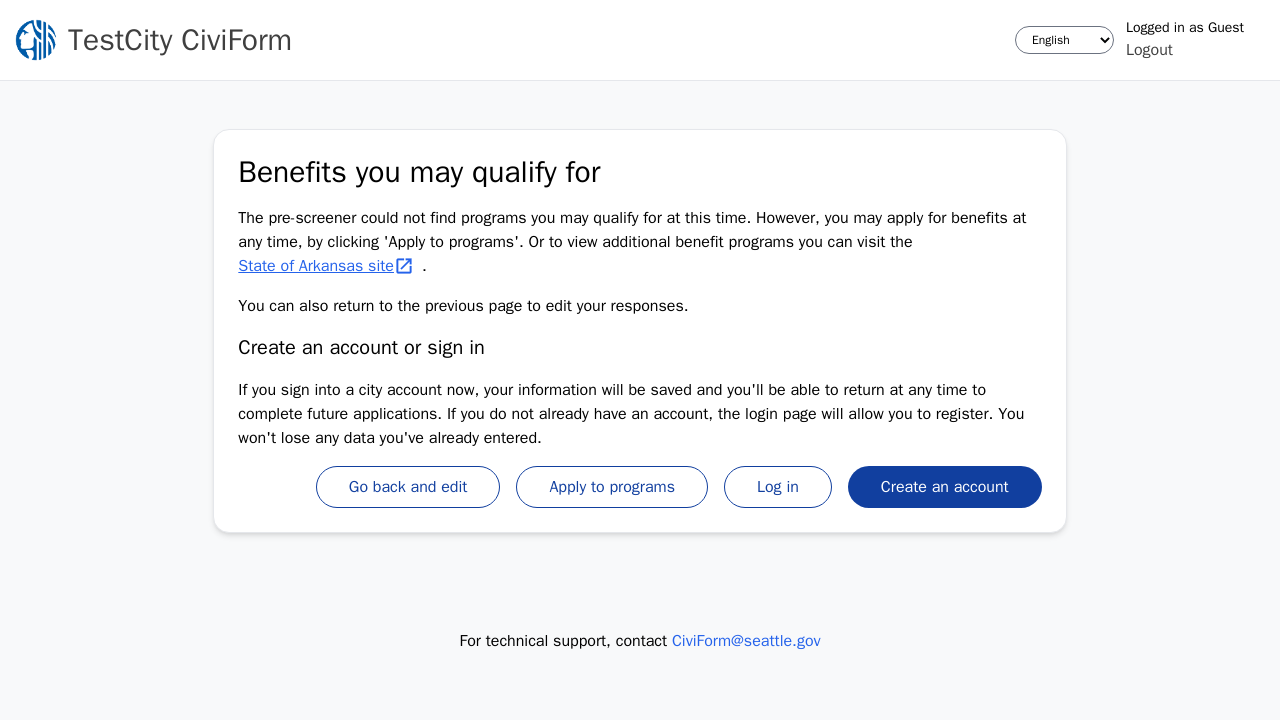 TestCity CiviForm
English
Logged in as Guest
Logout
Benefits you may qualify for
The pre-screener could not find programs you may qualify for at this time. However, you may apply for benefits at
any time, by clicking 'Apply to programs'. Or to view additional benefit programs you can visit the
State of Arkansas site .
You can also return to the previous page to edit your responses.
Create an account or sign in
If you sign into a city account now, your information will be saved and you'll be able to return at any time to
complete future applications. If you do not already have an account, the login page will allow you to register. You
won't lose any data you've already entered.
Go back and edit
Apply to programs
Log in
Create an account
For technical support, contact CiviForm@seattle.gov